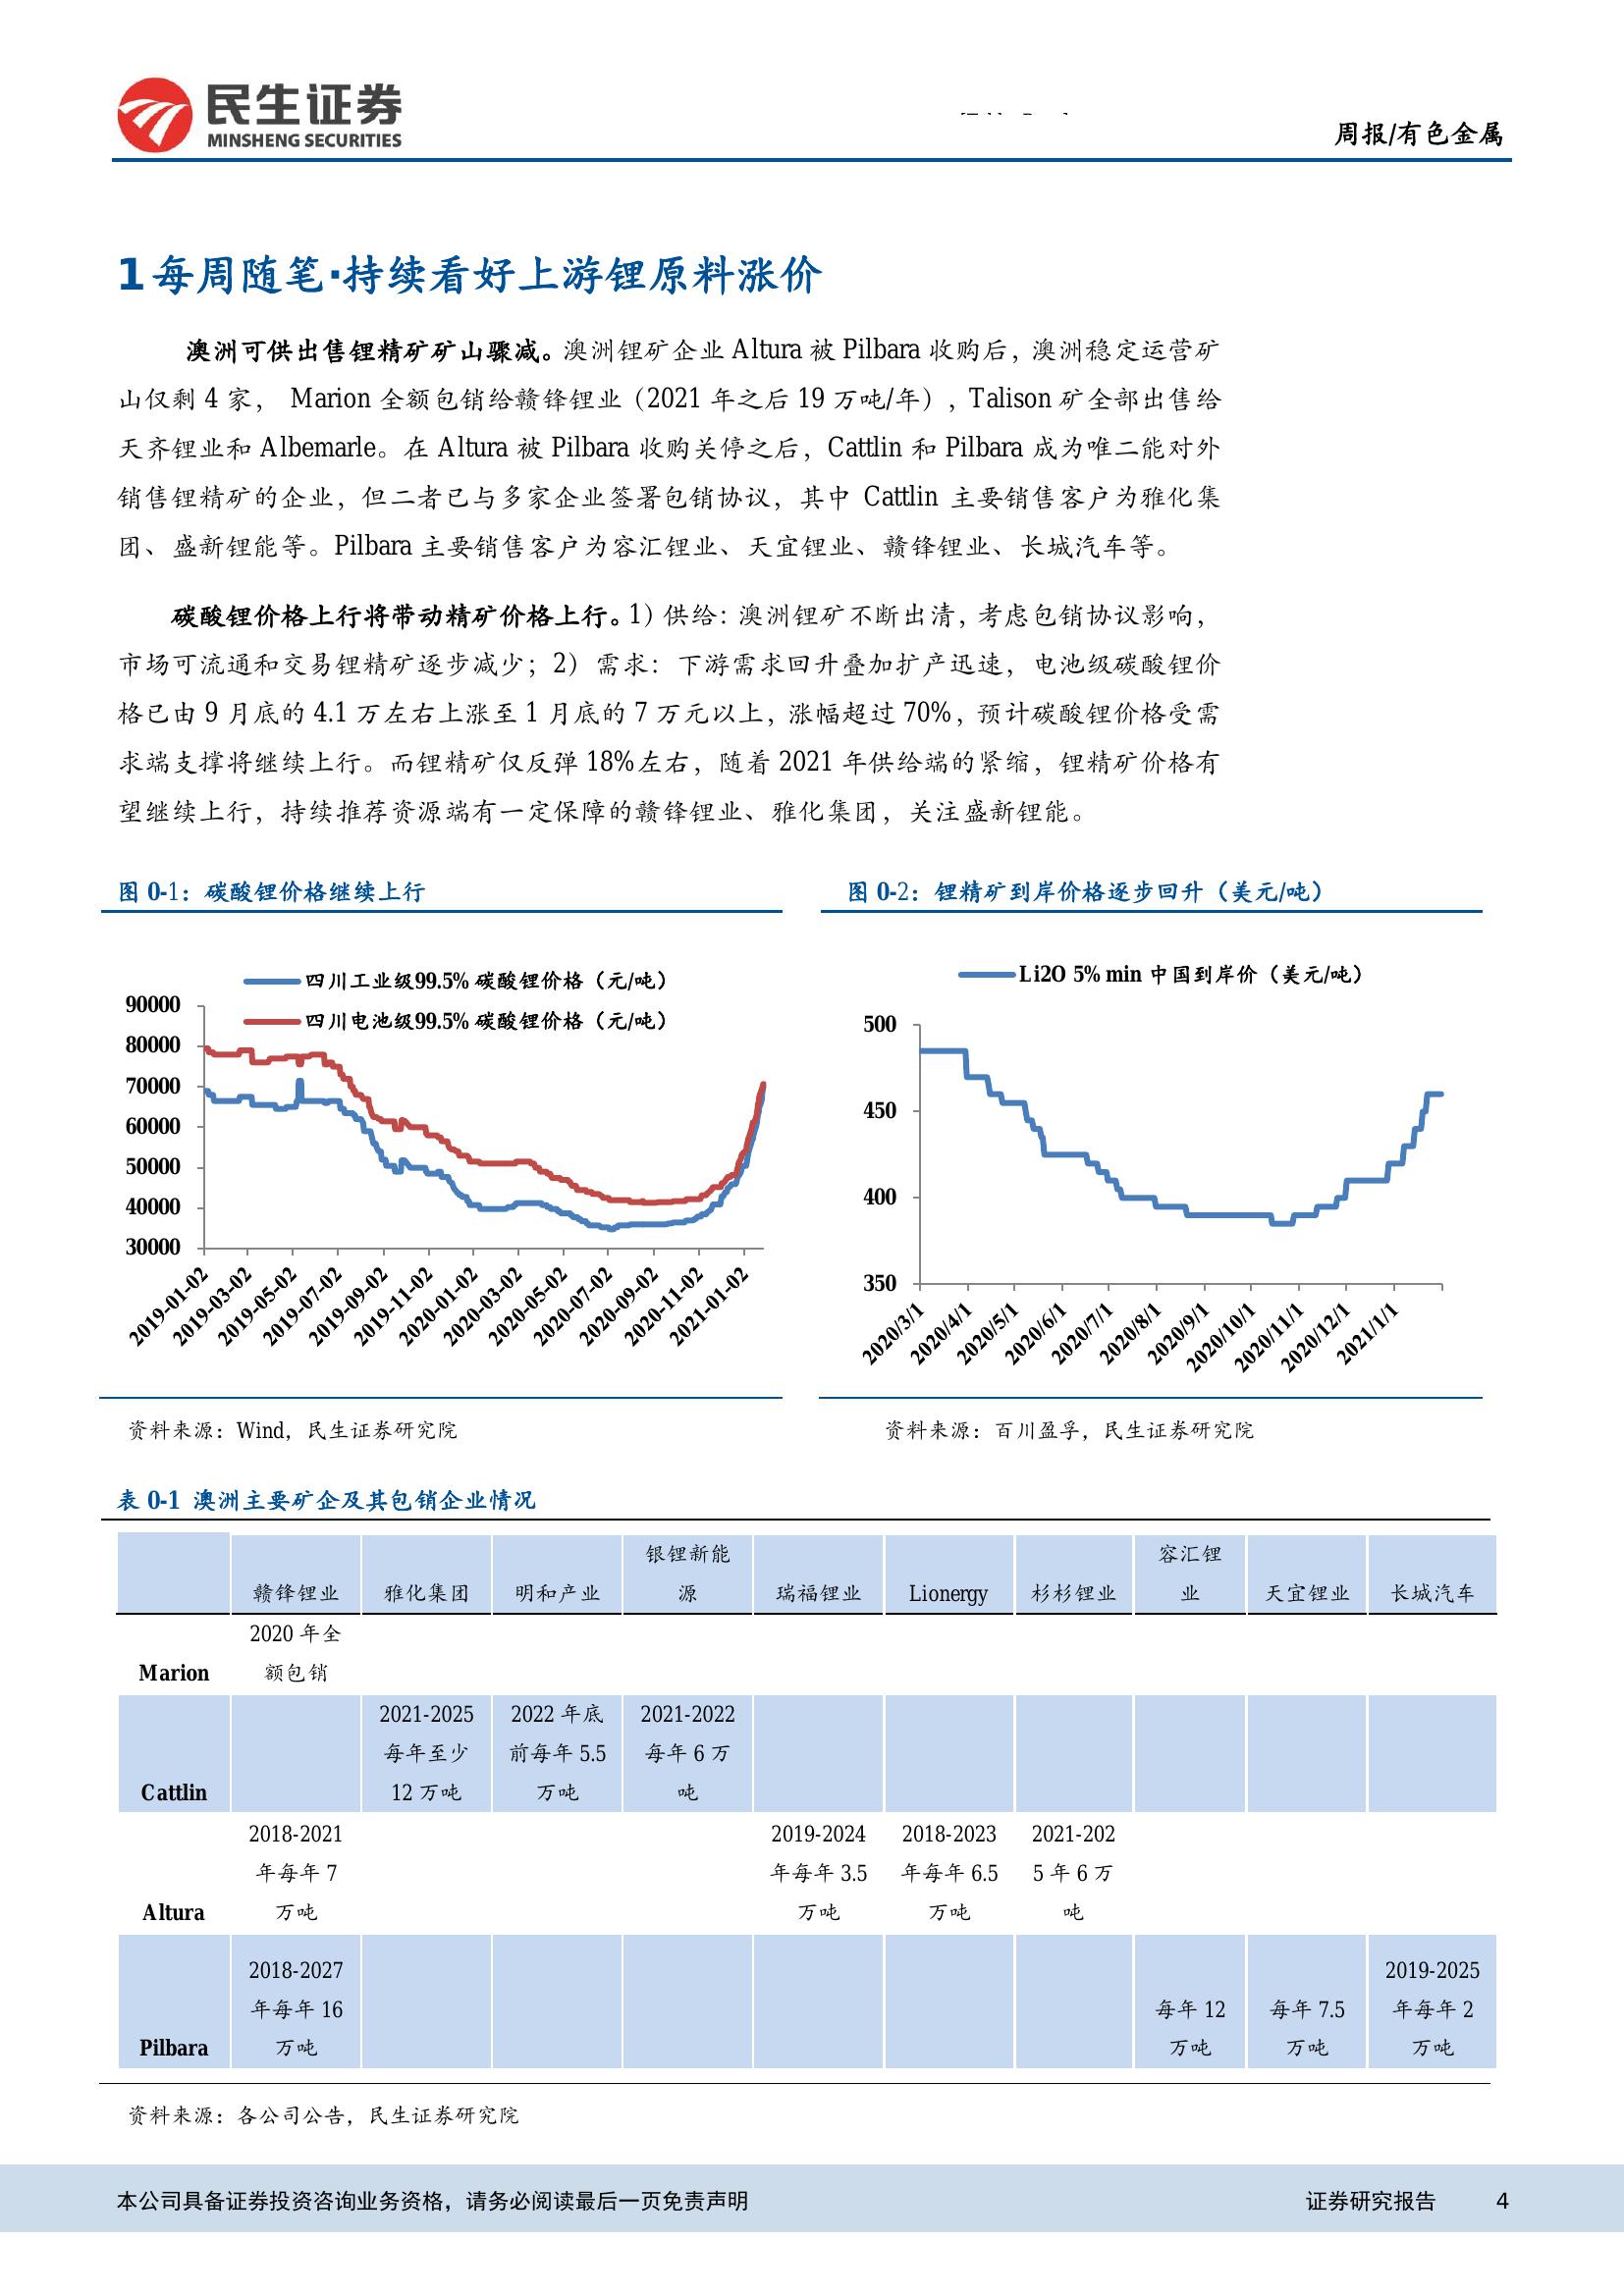 民生证券
MINSHENG SECURITIES
周报/有色金属
1 每周随笔·持续看好上游锂原料涨价
澳洲可供出售锂精矿矿山骤减。澳洲锂矿企业 Altura 被 Pilbara 收购后，澳洲稳定运营矿
山仅剩 4 家， Marion 全额包销给赣锋锂业（2021 年之后 19 万吨/年）, Talison 矿全部出售给
天齐锂业和 Albemarle。在 Altura 被 Pilbara 收购关停之后，Cattlin 和 Pilbara 成为唯二能对外
销售锂精矿的企业，但二者已与多家企业签署包销协议，其中 Cattlin 主要销售客户为雅化集
团、盛新锂能等。Pilbara 主要销售客户为容汇锂业、天宜锂业、赣锋锂业、长城汽车等。
碳酸锂价格上行将带动精矿价格上行。1）供给：澳洲锂矿不断出清，考虑包销协议影响，
市场可流通和交易锂精矿逐步减少；2）需求：下游需求回升叠加扩产迅速，电池级碳酸锂价
格已由 9 月底的 4.1 万左右上涨至 1 月底的 7 万元以上，涨幅超过 70%，预计碳酸锂价格受需
求端支撑将继续上行。而锂精矿仅反弹 18%左右，随着 2021 年供给端的紧缩，锂精矿价格有
望继续上行，持续推荐资源端有一定保障的赣锋锂业、雅化集团，关注盛新锂能。
图 0-1：碳酸锂价格继续上行
四川工业级99.5% 碳酸锂价格（元/吨）
四川电池级99.5% 碳酸锂价格（元/吨）
90000
80000
70000
60000
50000
40000
30000
2019-01-02
2019-03-02
2019-05-02
2019-07-02
2019-09-02
2019-11-02
2020-01-02
2020-03-02
2020-05-02
2020-07-02
2020-09-02
2020-11-02
2021-01-02
资料来源：Wind，民生证券研究院
图 0-2：锂精矿到岸价格逐步回升（美元/吨）
Li2O 5% min 中国到岸价（美元/吨）
500
450
400
350
2020/3/1
2020/4/1
2020/5/1
2020/6/1
2020/7/1
2020/8/1
2020/9/1
2020/10/1
2020/11/1
2020/12/1
2021/1/1
资料来源：百川盈孚，民生证券研究院
表 0-1 澳洲主要矿企及其包销企业情况
赣锋锂业
雅化集团
明和产业
银锂新能
源
瑞福锂业
Lionergy
杉杉锂业
容汇锂
业
天宜锂业
长城汽车
Marion
2020 年全
额包销
Cattlin
2021-2025
每年至少
12 万吨
2022 年底
前每年 5.5
万吨
2021-2022
每年 6 万
吨
Altura
2018-2021
年每年 7
万吨
2019-2024
年每年 3.5
万吨
2018-2023
年每年 6.5
万吨
2021-202
5 年 6 万
吨
Pilbara
2018-2027
年每年 16
万吨
每年 12
万吨
每年 7.5
万吨
2019-2025
年每年 2
万吨
资料来源：各公司公告，民生证券研究院
本公司具备证券投资咨询业务资格，请务必阅读最后一页免责声明
证券研究报告 4